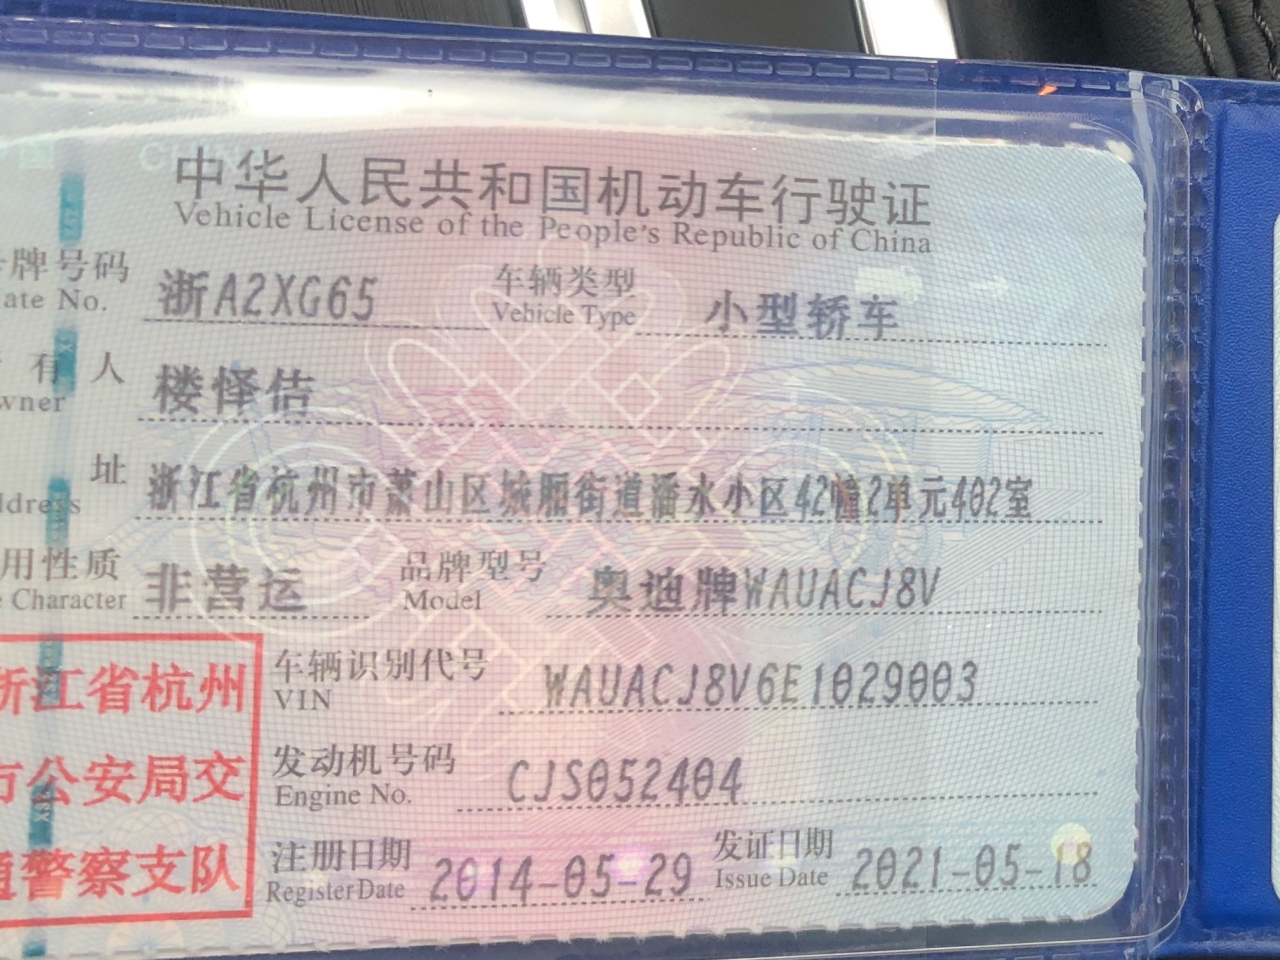 中华人民共和国机动车行驶证
Vehicle License of the People's Republic of China
牌号码 浙A2XG65 车辆类型 小型轿车
ate No. Vehicle Type
有人 楼怿佶
wner
址 浙江省杭州市萧山区城厢街道潘水小区42幢2单元402室
ddress
用性质 非营运 品牌型号 奥迪牌WAUACJ8V
Character Model
浙江省杭州
市公安局交
通警察支队
车辆识别代号 WAUACJ8V6E1029003
VIN
发动机号码 CJS052404
Engine No.
注册日期 2014-05-29 发证日期 2021-05-18
Register Date Issue Date